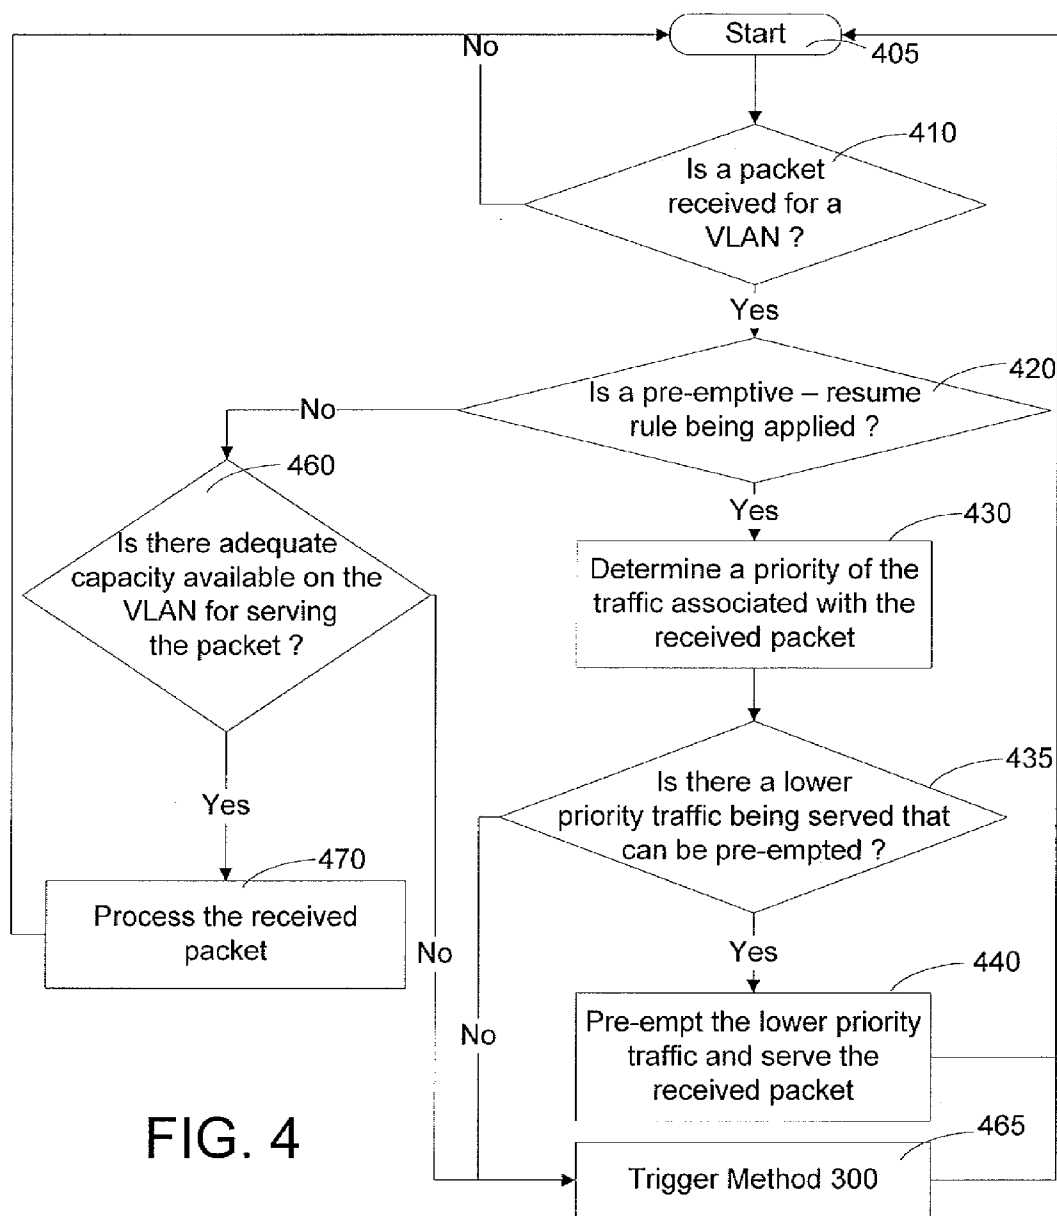 Start
405
No
410
Is a packet
received for a
VLAN ?
Yes
420
Is a pre-emptive – resume
rule being applied ?
No
460
Is there adequate
capacity available on the
VLAN for serving
the packet ?
Yes
430
Determine a priority of the
traffic associated with the
received packet
435
Is there a lower
priority traffic being served that
can be pre-empted ?
Yes
470
Process the received
packet
No
No
Yes
440
Pre-empt the lower priority
traffic and serve the
received packet
465
Trigger Method 300
FIG. 4